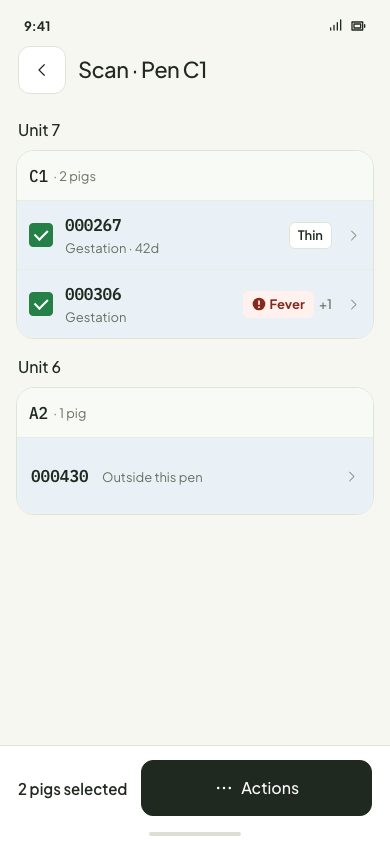 9:41
Scan · Pen C1
Unit 7
C1 · 2 pigs
000267
Thin
Gestation · 42d
000306
Fever +1
Gestation
Unit 6
A2 · 1 pig
000430 Outside this pen
2 pigs selected
··· Actions